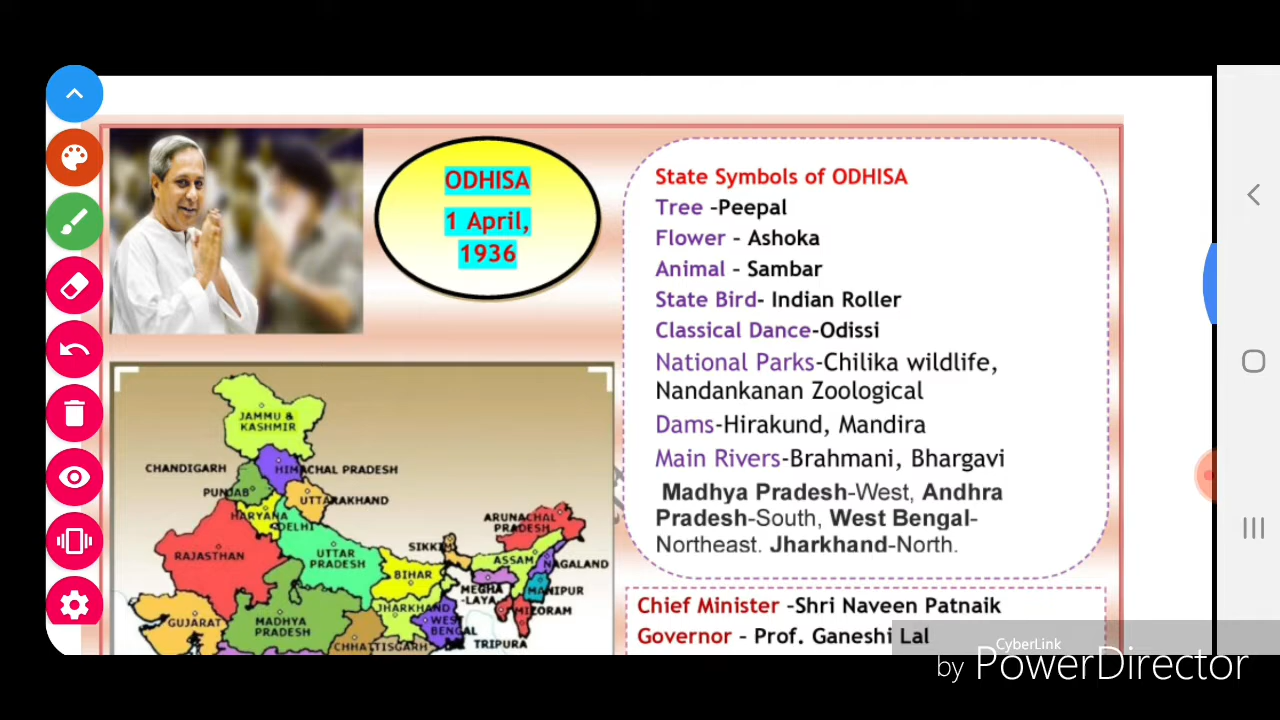 ODHISA
1 April,
1936
State Symbols of ODHISA
Tree -Peepal
Flower - Ashoka
Animal - Sambar
State Bird- Indian Roller
Classical Dance-Odissi
National Parks-Chilika wildlife,
Nandankanan Zoological
Dams-Hirakund, Mandira
Main Rivers-Brahmani, Bhargavi
Madhya Pradesh-West, Andhra
Pradesh-South, West Bengal-
Northeast. Jharkhand-North.
Chief Minister -Shri Naveen Patnaik
Governor - Prof. Ganeshi Lal
JAMMU &
KASHMIR
CHANDIGARH
HIMACHAL PRADESH
PUNJAB
UTTARAKHAND
HARYANA
DELHI
RAJASTHAN
UTTAR
PRADESH
SIKKIM
ARUNACHAL
PRADESH
ASSAM
NAGALAND
BIHAR
MEGHA
-LAYA
MANIPUR
MIZORAM
GUJARAT
MADHYA
PRADESH
JHARKHAND
WEST
BENGAL
TRIPURA
CHHATTISGARH
CyberLink
by PowerDirector